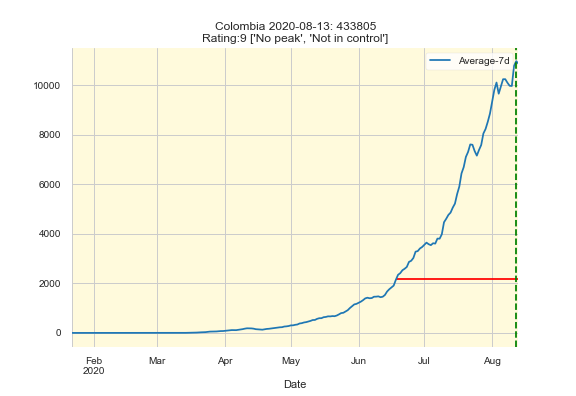 Colombia 2020-08-13: 433805
Rating:9 ['No peak', 'Not in control']
Average-7d
10000
8000
6000
4000
2000
0
Feb Mar Apr May Jun Jul Aug
2020
Date